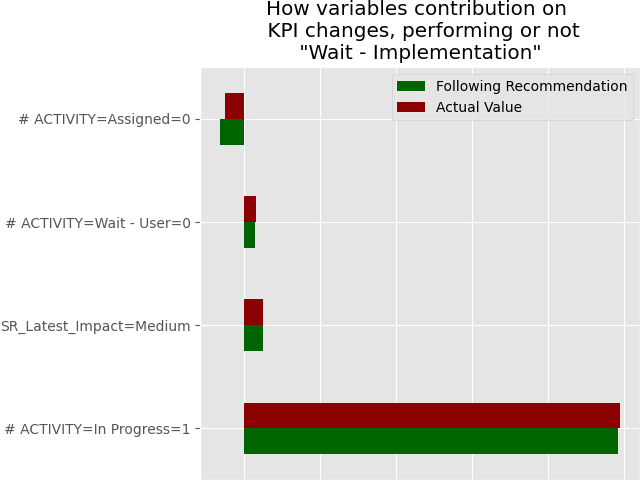 How variables contribution on
KPI changes, performing or not
"Wait - Implementation"
Following Recommendation
Actual Value
# ACTIVITY=Assigned=0
# ACTIVITY=Wait - User=0
SR_Latest_Impact=Medium
# ACTIVITY=In Progress=1